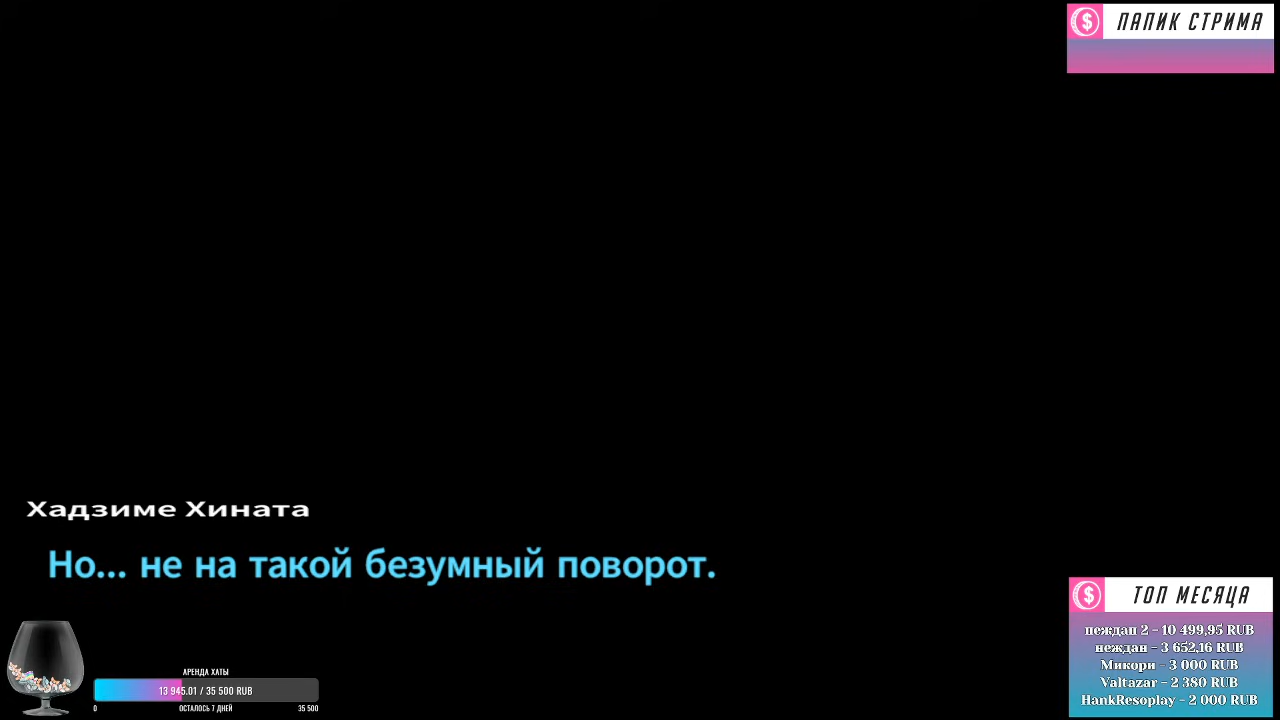 ПАПИК СТРИМА
Хадзиме Хината
Но... не на такой безумный поворот.
ТОП МЕСЯЦА
неждан 2 - 10 499,95 RUB
неждан - 3 652,16 RUB
Микори - 3 000 RUB
Valtazar - 2 380 RUB
HankResoplay - 2 000 RUB
АРЕНДА ХАТЫ
13 945.01 / 35 500 RUB
0 ОСТАЛОСЬ 7 ДНЕЙ 35 500